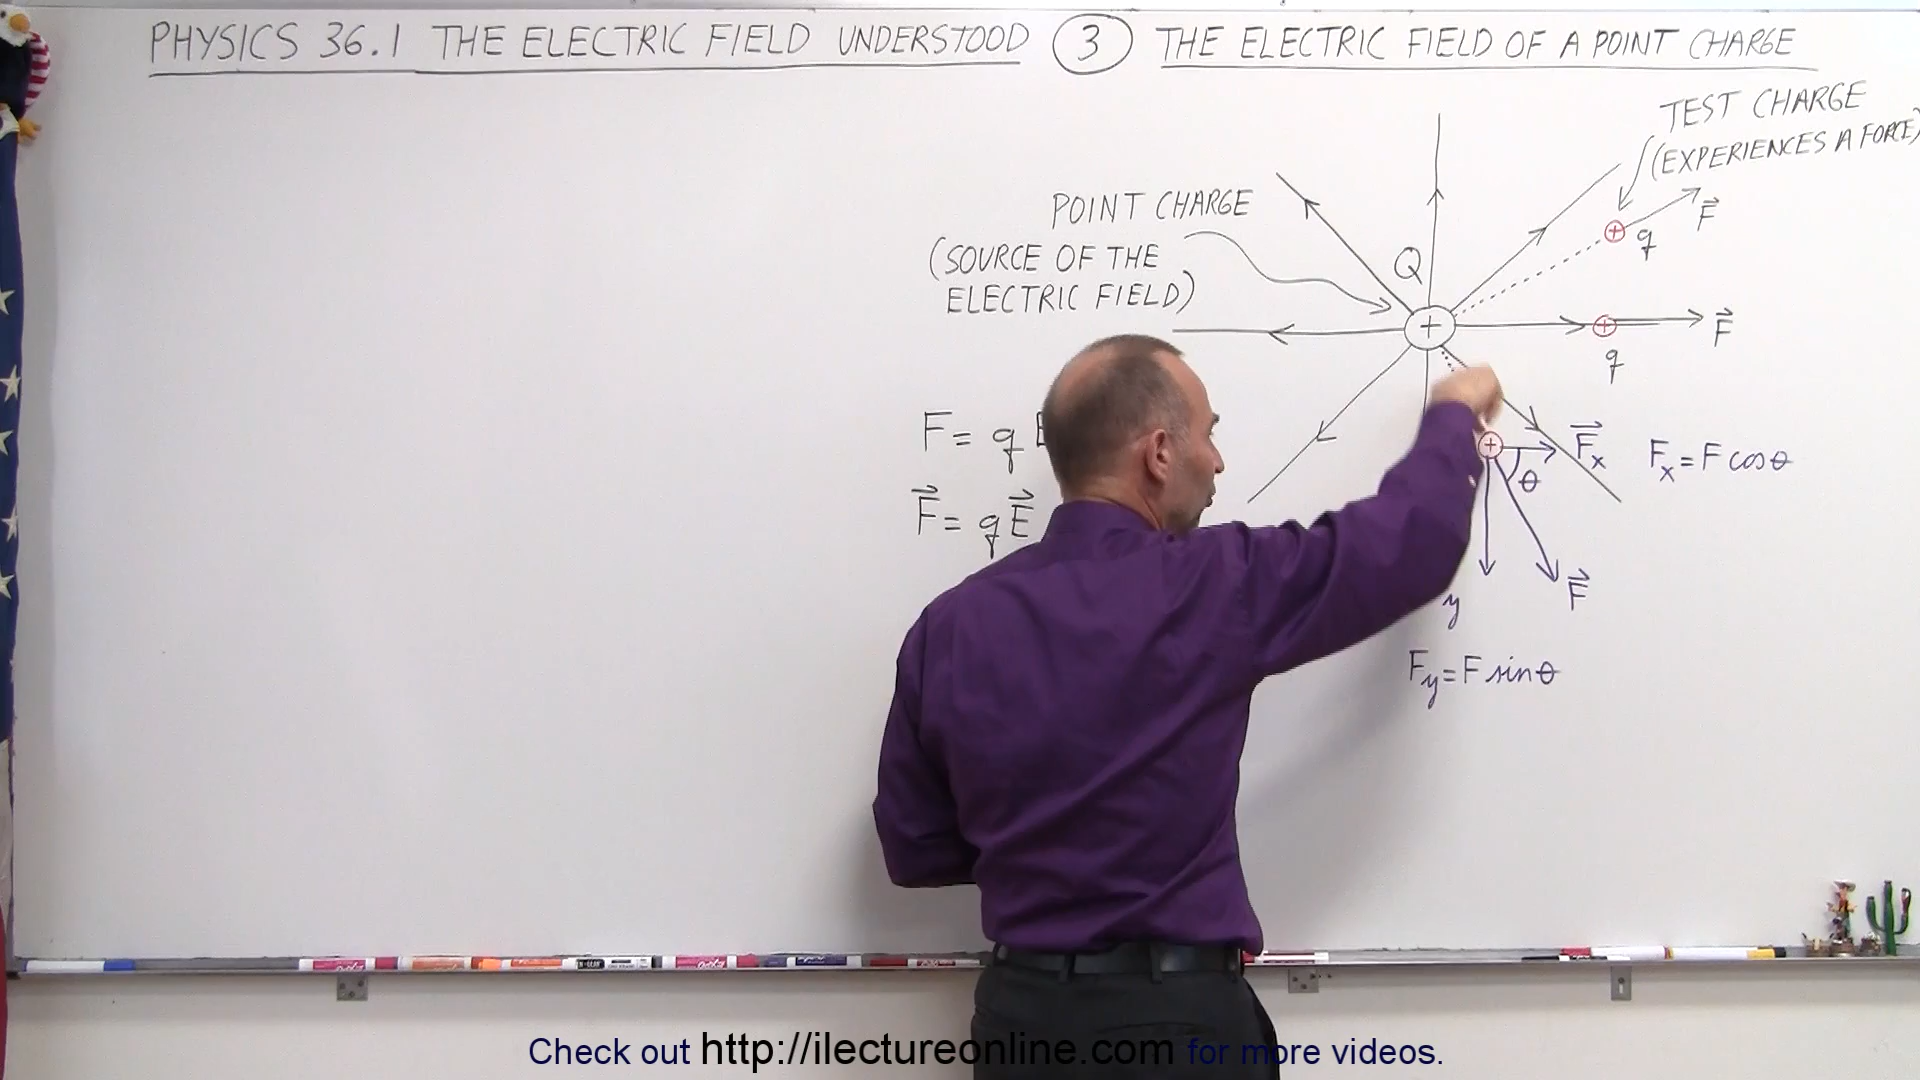 PHYSICS 36.1 THE ELECTRIC FIELD UNDERSTOOD ③ THE ELECTRIC FIELD OF A POINT CHARGE
TEST CHARGE
(EXPERIENCES A FORCE)
POINT CHARGE
(SOURCE OF THE
ELECTRIC FIELD)
Q
+
+
q
F⃗
+
q
F⃗
+
F⃗x
θ
Fx = F cos θ
F = q
F⃗ = qE⃗
y
F⃗
Fy = F sin θ
Check out http://ilectureonline.com for more videos.